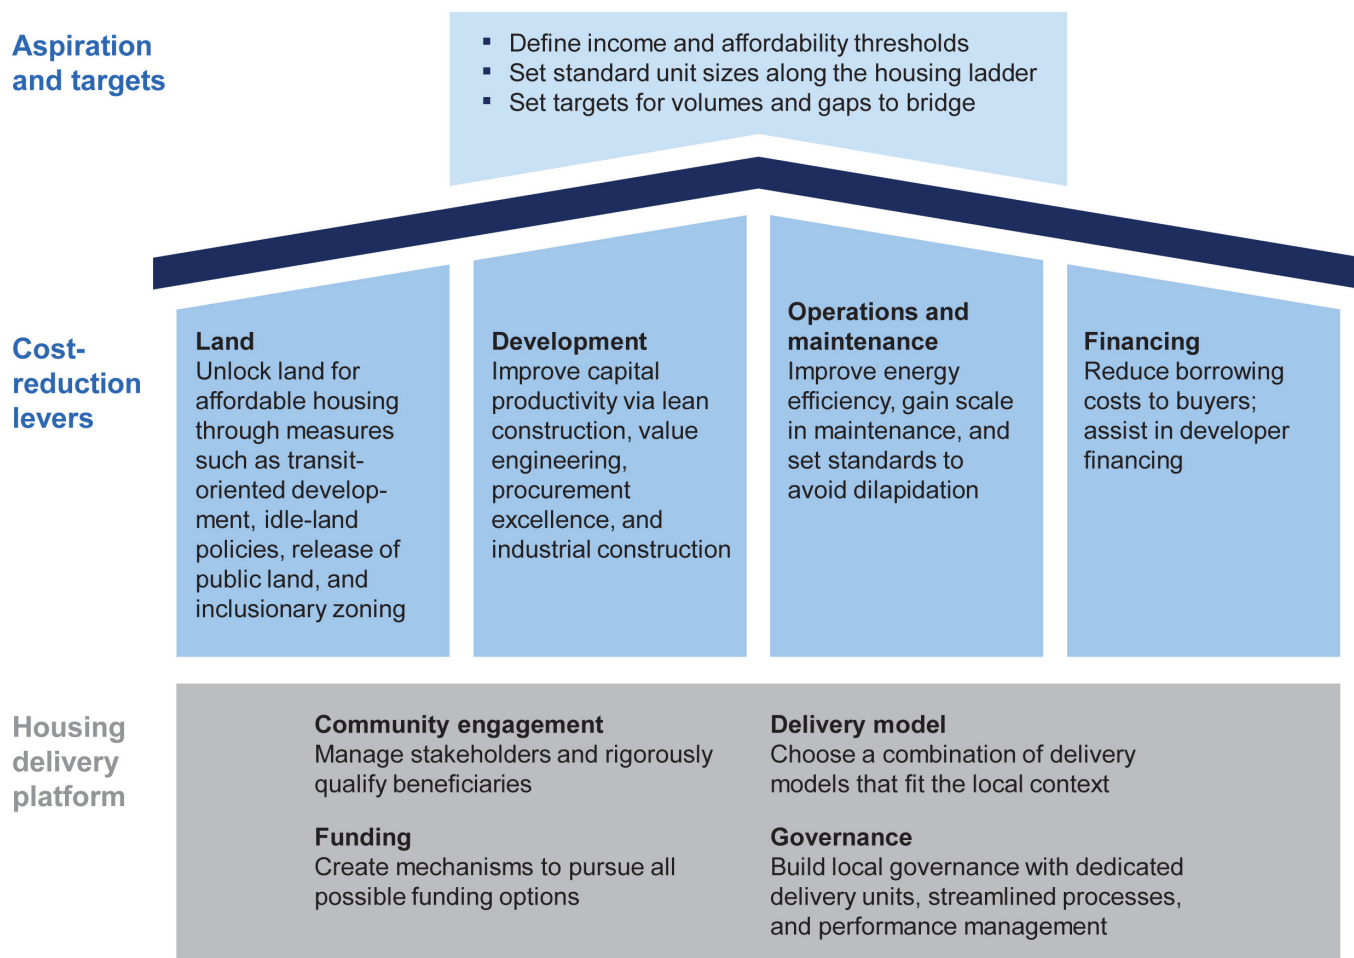 Aspiration
and targets
▪ Define income and affordability thresholds
▪ Set standard unit sizes along the housing ladder
▪ Set targets for volumes and gaps to bridge
Cost-
reduction
levers
Land
Unlock land for
affordable housing
through measures
such as transit-
oriented develop-
ment, idle-land
policies, release of
public land, and
inclusionary zoning
Development
Improve capital
productivity via lean
construction, value
engineering,
procurement
excellence, and
industrial construction
Operations and
maintenance
Improve energy
efficiency, gain scale
in maintenance, and
set standards to
avoid dilapidation
Financing
Reduce borrowing
costs to buyers;
assist in developer
financing
Housing
delivery
platform
Community engagement
Manage stakeholders and rigorously
qualify beneficiaries
Delivery model
Choose a combination of delivery
models that fit the local context
Funding
Create mechanisms to pursue all
possible funding options
Governance
Build local governance with dedicated
delivery units, streamlined processes,
and performance management